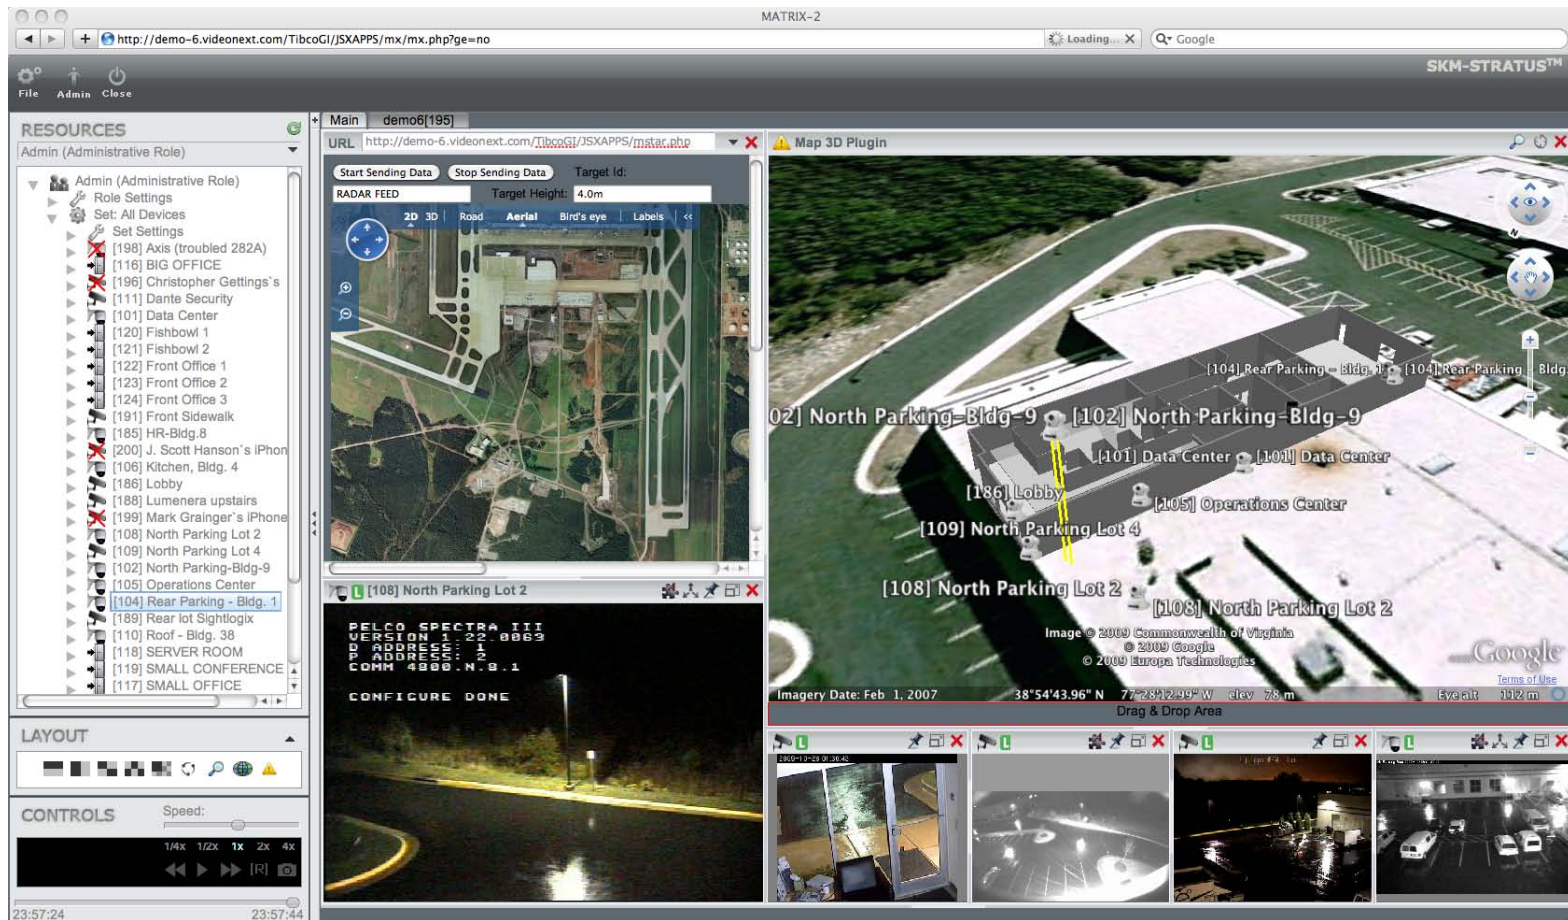 MATRIX-2
http://demo-6.videonext.com/TibcoGI/JSXAPPS/mx/mx.php?ge=no
Loading...
Google
SKM-STRATUS™
File
Admin
Close
RESOURCES
Admin (Administrative Role)
Admin (Administrative Role)
Role Settings
Set: All Devices
Set Settings
[198] Axis (troubled 282A)
[116] BIG OFFICE
[196] Christopher Gettings`s
[111] Dante Security
[101] Data Center
[120] Fishbowl 1
[121] Fishbowl 2
[122] Front Office 1
[123] Front Office 2
[124] Front Office 3
[191] Front Sidewalk
[185] HR-Bldg.8
[200] J. Scott Hanson`s iPhon
[106] Kitchen, Bldg. 4
[186] Lobby
[188] Lumenera upstairs
[199] Mark Grainger`s iPhone
[108] North Parking Lot 2
[109] North Parking Lot 4
[102] North Parking-Bldg-9
[105] Operations Center
[104] Rear Parking - Bldg. 1
[189] Rear lot Sightlogix
[110] Roof - Bldg. 38
[118] SERVER ROOM
[119] SMALL CONFERENCE
[117] SMALL OFFICE
LAYOUT
CONTROLS
Speed:
1/4x 1/2x 1x 2x 4x
[R]
23:57:24
23:57:44
Main
demo6[195]
URL
http://demo-6.videonext.com/TibcoGI/JSXAPPS/mstar.php
Start Sending Data
Stop Sending Data
Target Id:
RADAR FEED
Target Height:
4.0m
2D 3D Road Aerial Bird's eye Labels <<
L
[108] North Parking Lot 2
PELCO SPECTRA III
VERSION 1.22.0069
D ADDRESS: 1
P ADDRESS: 2
COMM 4800.N.8.1
CONFIGURE DONE
Map 3D Plugin
N
[104] Rear Parking - Bldg. 1
[104] Rear Parking - Bldg.
02] North Parking-Bldg-9
[102] North Parking-Bldg-9
[101] Data Center
[101] Data Center
[186] Lobby
[105] Operations Center
[109] North Parking Lot 4
[108] North Parking Lot 2
[108] North Parking Lot 2
Image © 2009 Commonwealth of Virginia
© 2009 Google
© 2009 Europa Technologies
Google
Terms of Use
Imagery Date: Feb 1, 2007
38°54'43.96" N 77°28'12.99" W elev 78 m
Eye alt 112 m
Drag & Drop Area
L
L
L
L
2009-10-28 01:30:43